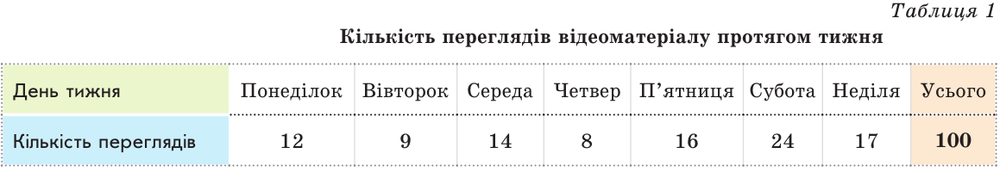 Таблиця 1
Кількість переглядів відеоматеріалу протягом тижня
День тижня Понеділок Вівторок Середа Четвер П’ятниця Субота Неділя Усього
Кількість переглядів 12 9 14 8 16 24 17 100